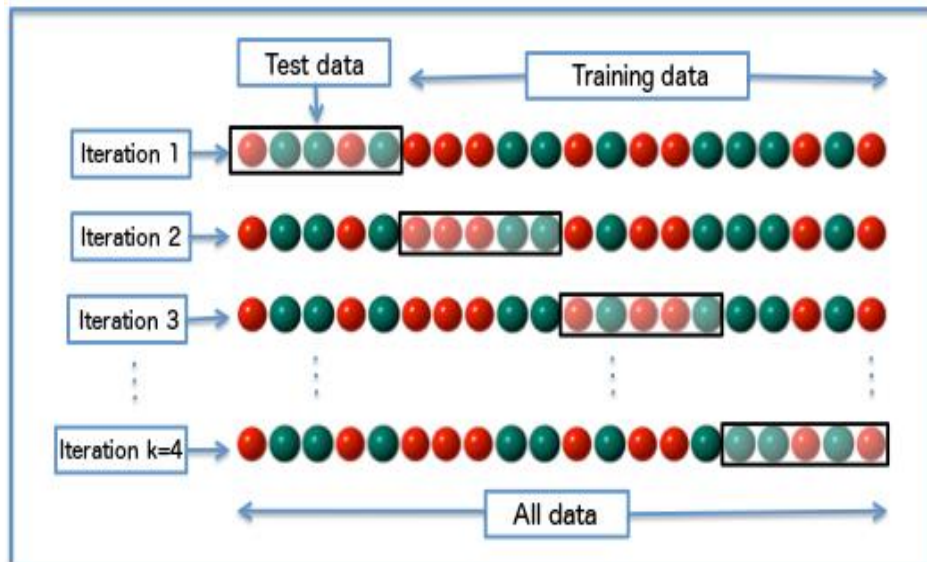 Test data
Training data
Iteration 1
Iteration 2
Iteration 3
Iteration k=4
All data